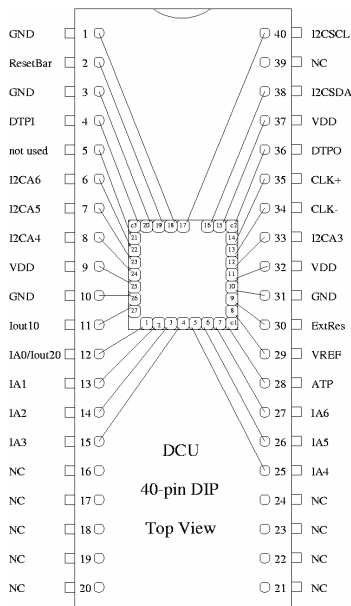 GND 1 40 I2CSCL
ResetBar 2 39 NC
GND 3 38 I2CSDA
DTPI 4 37 VDD
not used 5 36 DTPO
I2CA6 6 35 CLK+
I2CA5 7 34 CLK-
I2CA4 8 33 I2CA3
VDD 9 32 VDD
GND 10 31 GND
Iout10 11 30 ExtRes
IA0/Iout20 12 29 VREF
IA1 13 28 ATP
IA2 14 27 IA6
IA3 15 26 IA5
NC 16 25 IA4
NC 17 24 NC
NC 18 23 NC
NC 19 22 NC
NC 20 21 NC
c3 20 19 18 17 16 15 c2
21 14
22 13
23 12
24 11
25 10
26 9
27 8
1 2 3 4 5 6 7 c1
DCU
40-pin DIP
Top View